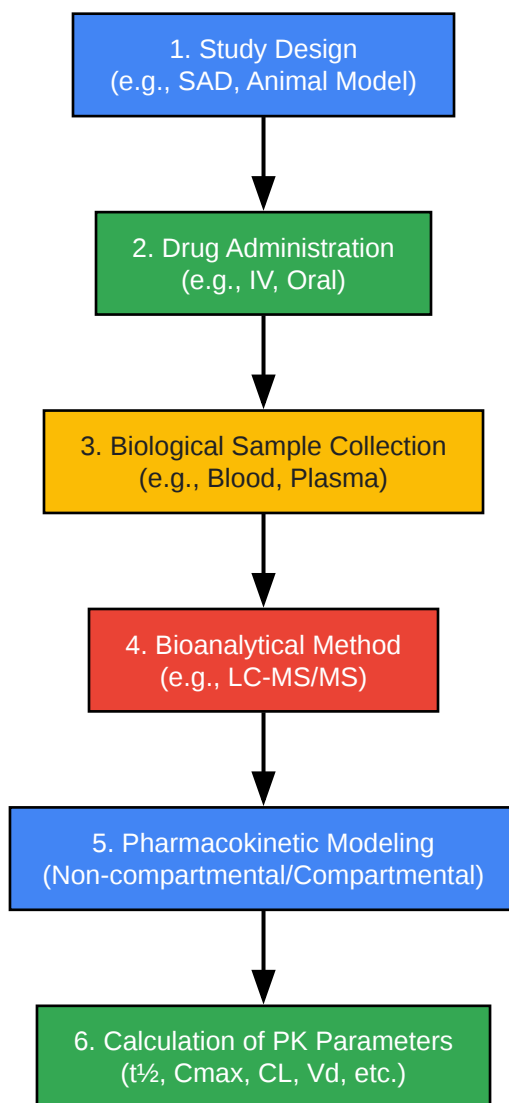 1. Study Design
(e.g., SAD, Animal Model)
2. Drug Administration
(e.g., IV, Oral)
3. Biological Sample Collection
(e.g., Blood, Plasma)
4. Bioanalytical Method
(e.g., LC-MS/MS)
5. Pharmacokinetic Modeling
(Non-compartmental/Compartmental)
6. Calculation of PK Parameters
(t½, Cmax, CL, Vd, etc.)